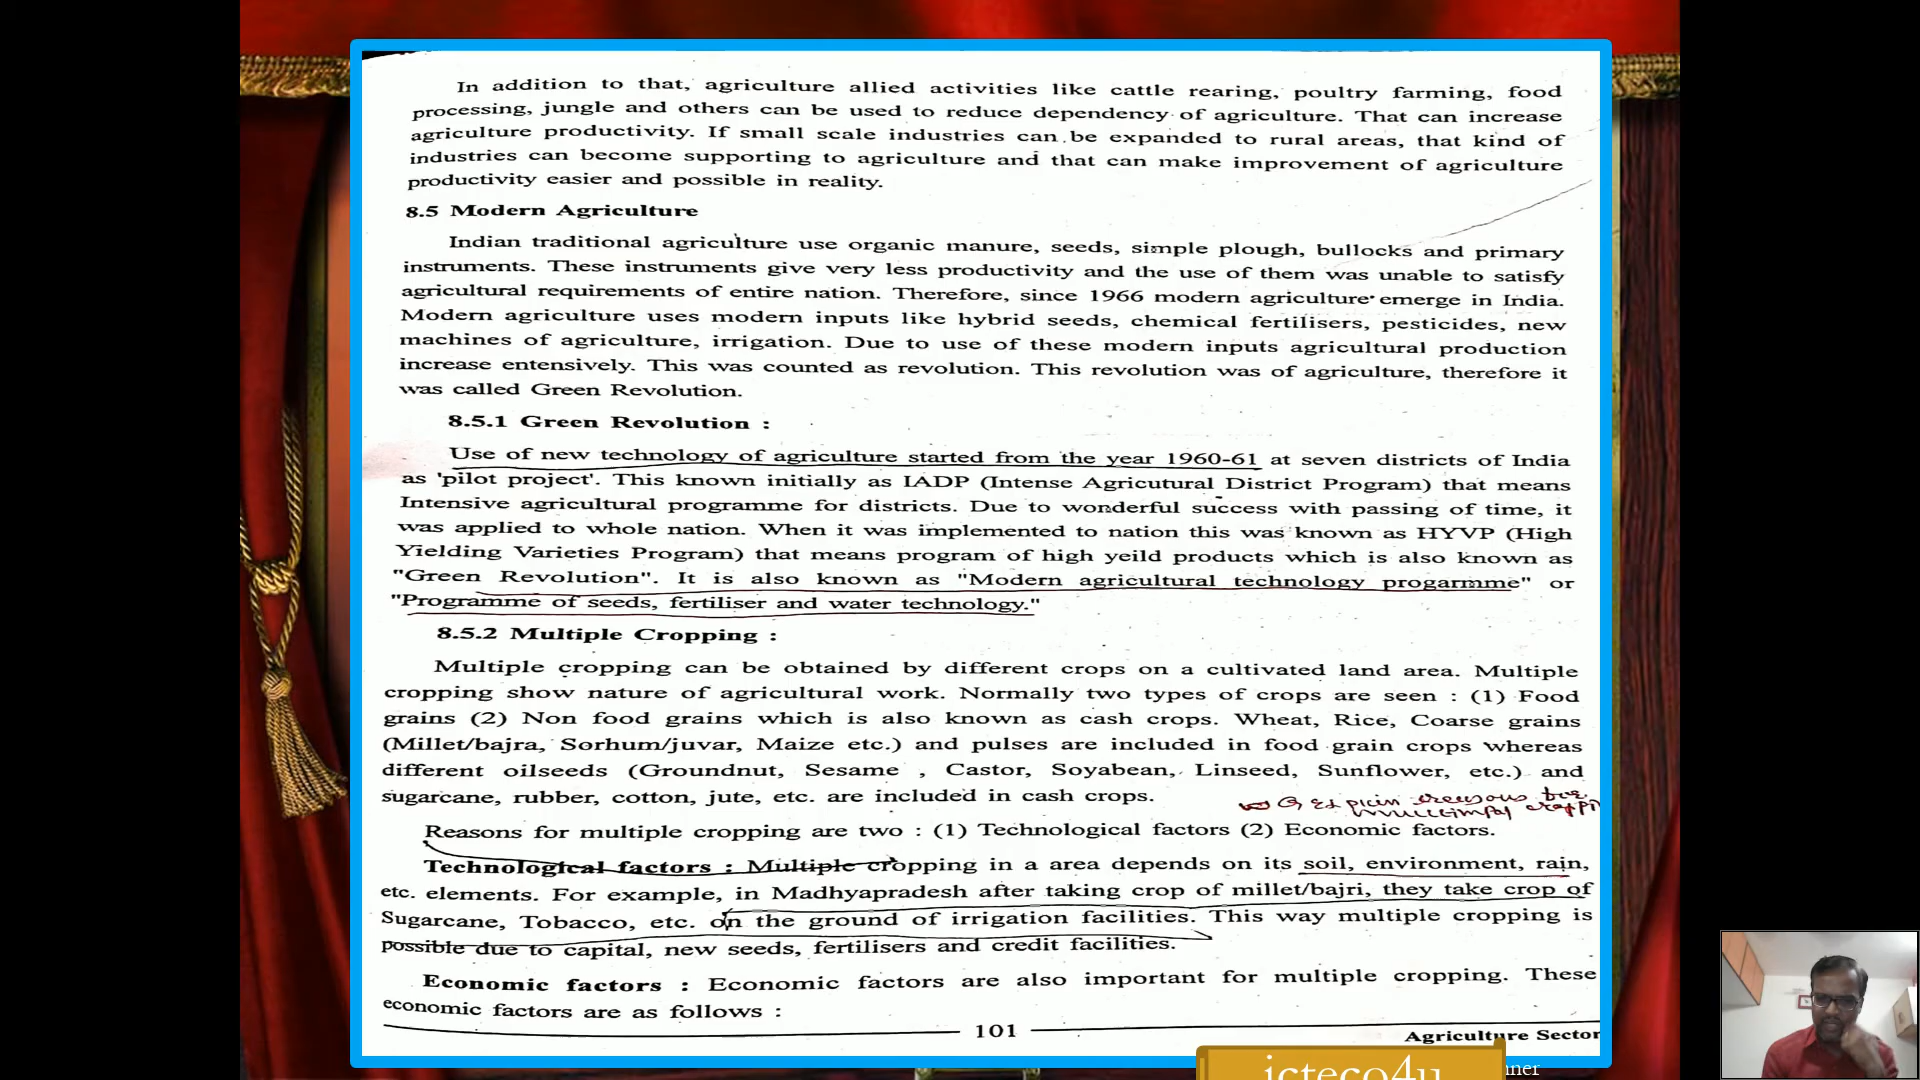 In addition to that, agriculture allied activities like cattle rearing, poultry farming, food
processing, jungle and others can be used to reduce dependency of agriculture. That can increase
agriculture productivity. If small scale industries can be expanded to rural areas, that kind of
industries can become supporting to agriculture and that can make improvement of agriculture
productivity easier and possible in reality.
8.5 Modern Agriculture
Indian traditional agriculture use organic manure, seeds, simple plough, bullocks and primary
instruments. These instruments give very less productivity and the use of them was unable to satisfy
agricultural requirements of entire nation. Therefore, since 1966 modern agriculture emerge in India.
Modern agriculture uses modern inputs like hybrid seeds, chemical fertilisers, pesticides, new
machines of agriculture, irrigation. Due to use of these modern inputs agricultural production
increase entensively. This was counted as revolution. This revolution was of agriculture, therefore it
was called Green Revolution.
8.5.1 Green Revolution :
Use of new technology of agriculture started from the year 1960-61 at seven districts of India
as 'pilot project'. This known initially as IADP (Intense Agricutural District Program) that means
Intensive agricultural programme for districts. Due to wonderful success with passing of time, it
was applied to whole nation. When it was implemented to nation this was known as HYVP (High
Yielding Varieties Program) that means program of high yeild products which is also known as
"Green Revolution". It is also known as "Modern agricultural technology progarmme" or
"Programme of seeds, fertiliser and water technology."
8.5.2 Multiple Cropping :
Multiple cropping can be obtained by different crops on a cultivated land area. Multiple
cropping show nature of agricultural work. Normally two types of crops are seen : (1) Food
grains (2) Non food grains which is also known as cash crops. Wheat, Rice, Coarse grains
(Millet/bajra, Sorhum/juvar, Maize etc.) and pulses are included in food grain crops whereas
different oilseeds (Groundnut, Sesame , Castor, Soyabean, Linseed, Sunflower, etc.) and
sugarcane, rubber, cotton, jute, etc. are included in cash crops.
Reasons for multiple cropping are two : (1) Technological factors (2) Economic factors.
Technological factors : Multiple cropping in a area depends on its soil, environment, rain,
etc. elements. For example, in Madhyapradesh after taking crop of millet/bajri, they take crop of
Sugarcane, Tobacco, etc. on the ground of irrigation facilities. This way multiple cropping is
possible due to capital, new seeds, fertilisers and credit facilities.
Economic factors : Economic factors are also important for multiple cropping. These
economic factors are as follows :
101
Agriculture Sector
icteco4u